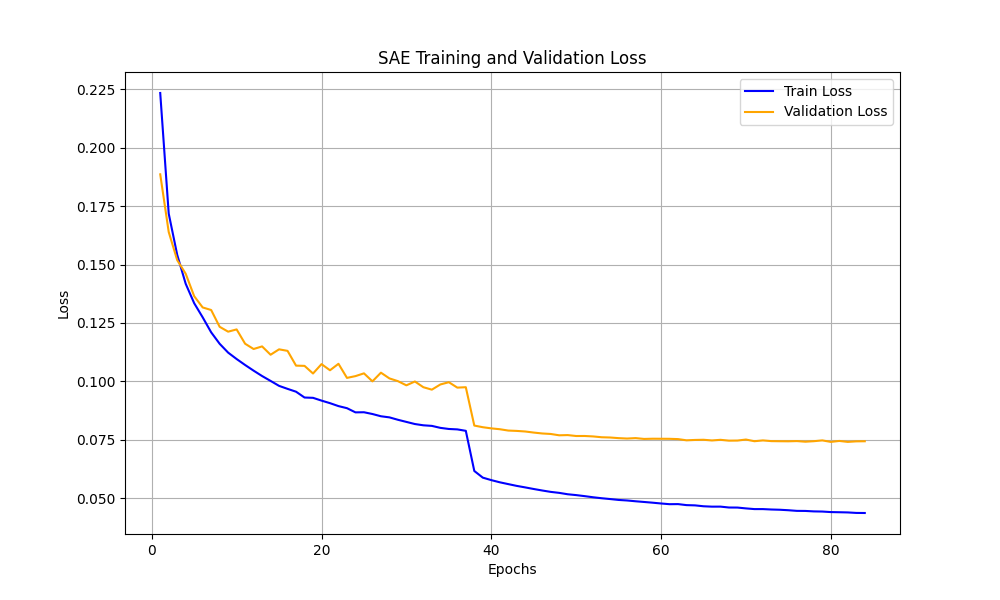 SAE Training and Validation Loss
Train Loss
Validation Loss
Loss
0.225
0.200
0.175
0.150
0.125
0.100
0.075
0.050
0
20
40
60
80
Epochs